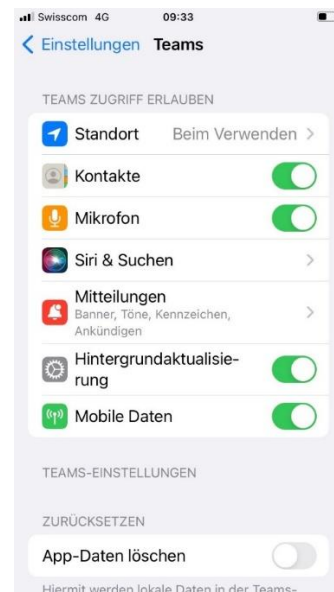 Swisscom 4G 09:33
Einstellungen Teams
TEAMS ZUGRIFF ERLAUBEN
Standort Beim Verwenden
Kontakte
Mikrofon
Siri & Suchen
Mitteilungen
Banner, Töne, Kennzeichen,
Ankündigen
Hintergrundaktualisie-
rung
Mobile Daten
TEAMS-EINSTELLUNGEN
ZURÜCKSETZEN
App-Daten löschen
Hiermit werden lokale Daten in der Teams-